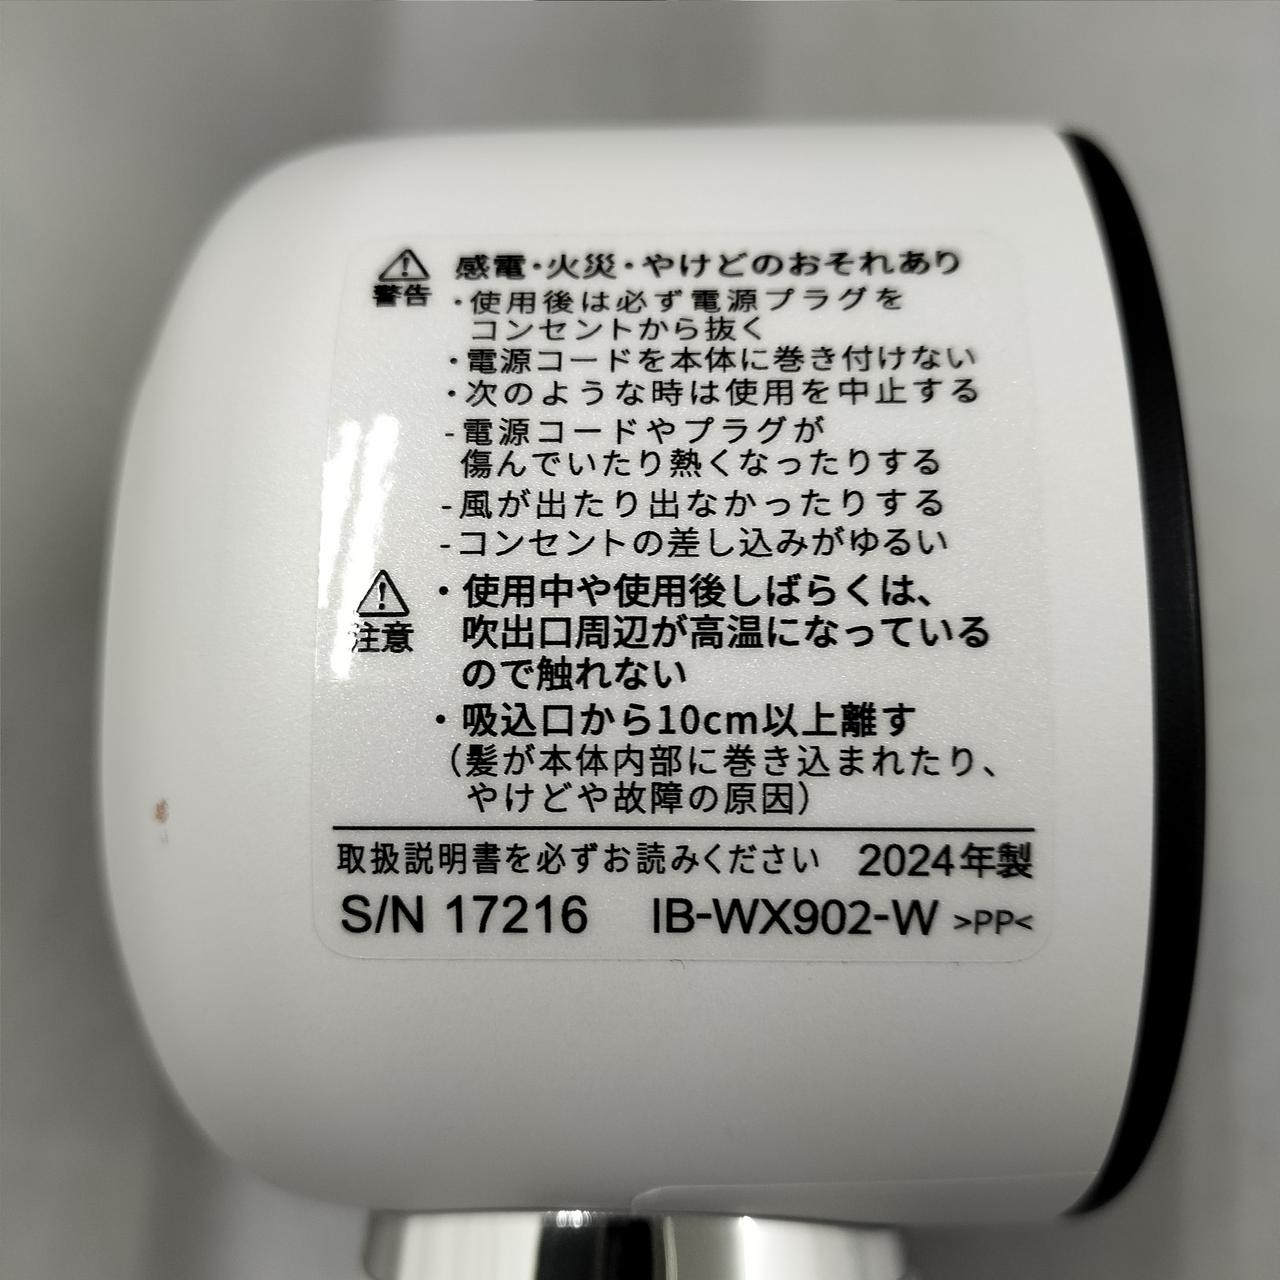 警告
感電・火災・やけどのおそれあり
・使用後は必ず電源プラグを
コンセントから抜く
・電源コードを本体に巻き付けない
・次のような時は使用を中止する
-電源コードやプラグが
傷んでいたり熱くなったりする
-風が出たり出なかったりする
-コンセントの差し込みがゆるい
注意
・使用中や使用後しばらくは、
吹出口周辺が高温になっている
ので触れない
・吸込口から10cm以上離す
（髪が本体内部に巻き込まれたり、
やけどや故障の原因）
取扱説明書を必ずお読みください 2024年製
S/N 17216 IB-WX902-W >PP<